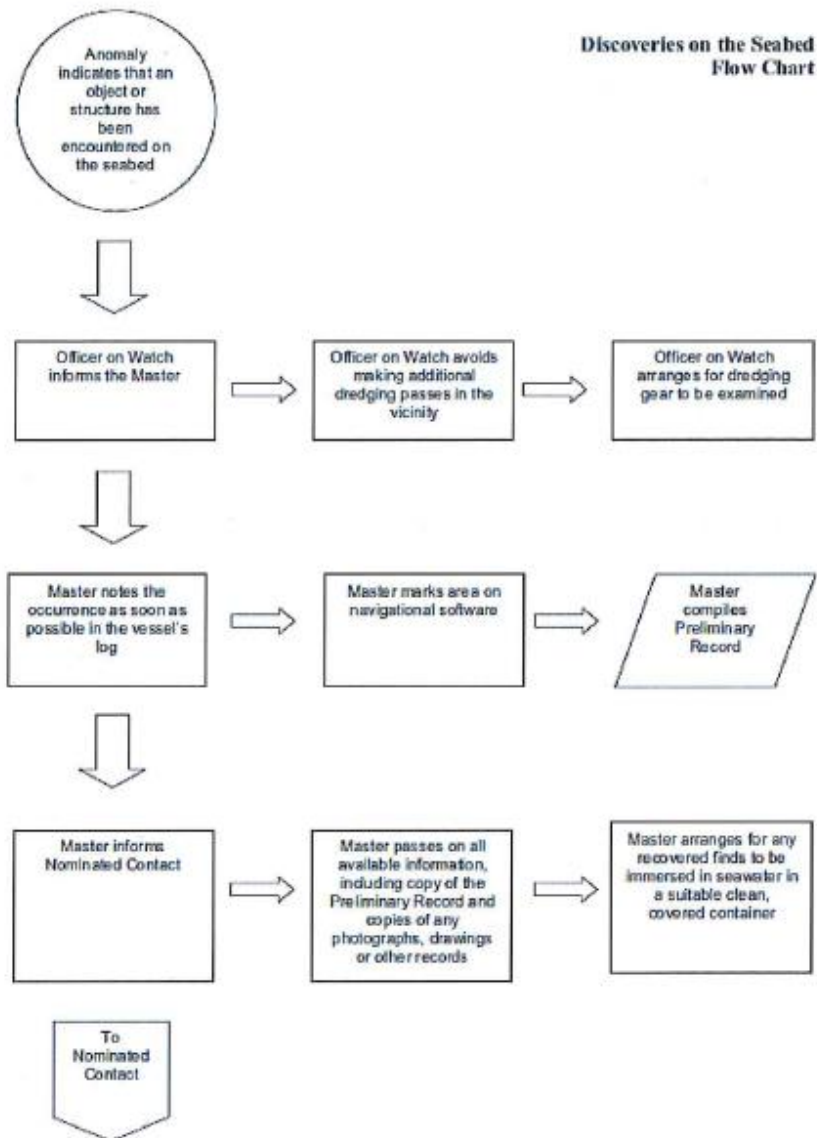 Discoveries on the Seabed
Flow Chart
Anomaly
indicates that an
object or
structure has
been
encountered on
the seabed
Officer on Watch
informs the Master
Officer on Watch avoids
making additional
dredging passes in the
vicinity
Officer on Watch
arranges for dredging
gear to be examined
Master notes the
occurrence as soon as
possible in the vessel's
log
Master marks area on
navigational software
Master
compiles
Preliminary
Record
Master informs
Nominated Contact
Master passes on all
available information,
including copy of the
Preliminary Record and
copies of any
photographs, drawings
or other records
Master arranges for any
recovered finds to be
immersed in seawater in
a suitable clean,
covered container
To
Nominated
Contact